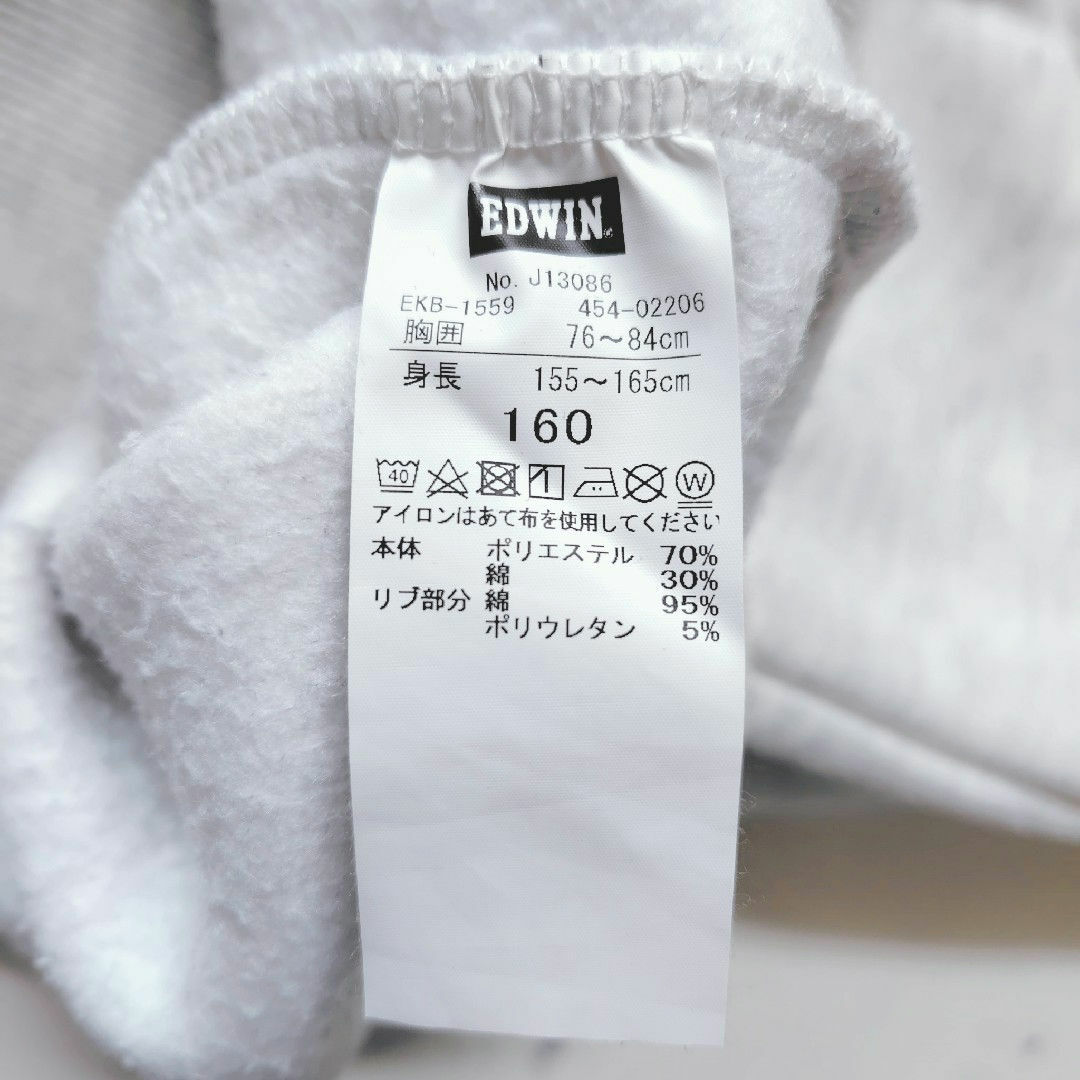 EDWIN
No. J13086
EKB-1559 454-02206
胸囲 76～84cm
身長 155～165cm
160
40 W
アイロンはあて布を使用してください
本体 ポリエステル 70%
綿 30%
リブ部分 綿 95%
ポリウレタン 5%